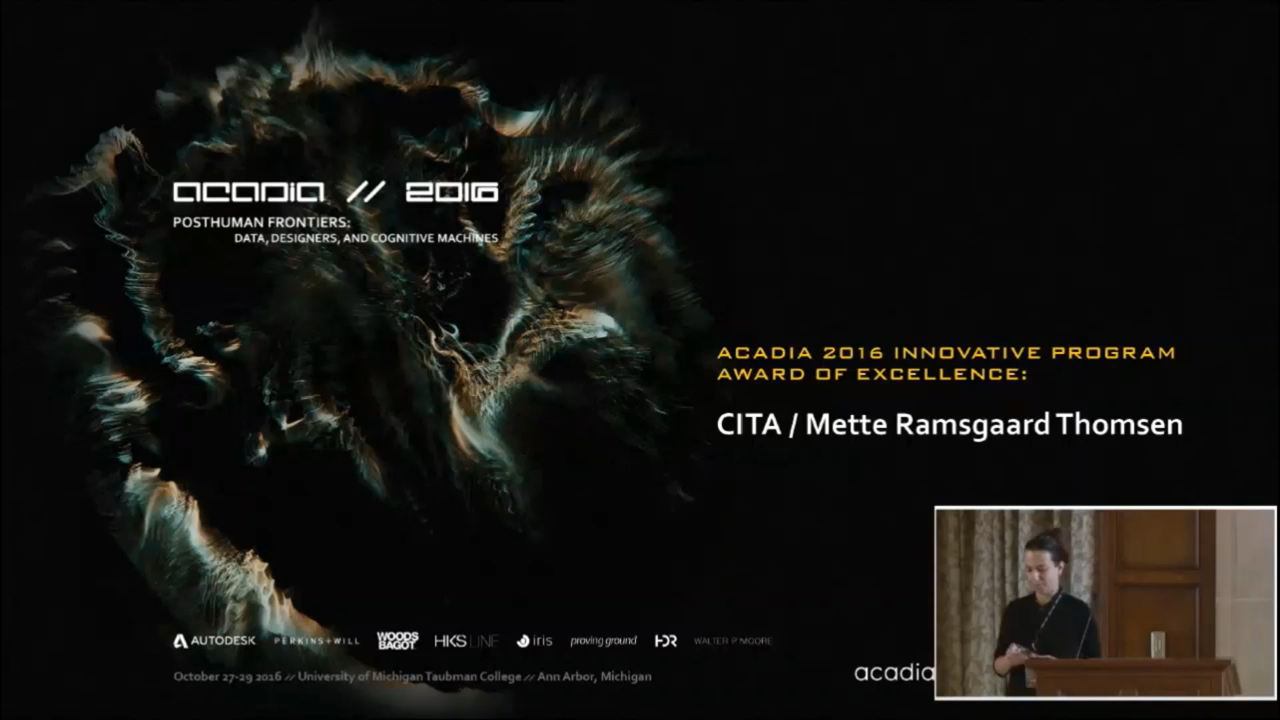 acadia // 2016
POSTHUMAN FRONTIERS:
DATA, DESIGNERS, AND COGNITIVE MACHINES
ACADIA 2016 INNOVATIVE PROGRAM
AWARD OF EXCELLENCE:
CITA / Mette Ramsgaard Thomsen
AUTODESK PERKINS+WILL WOODS BAGOT. HKS LINE iris proving ground HDR WALTER P MOORE
October 27-29 2016 // University of Michigan Taubman College // Ann Arbor, Michigan
acadia